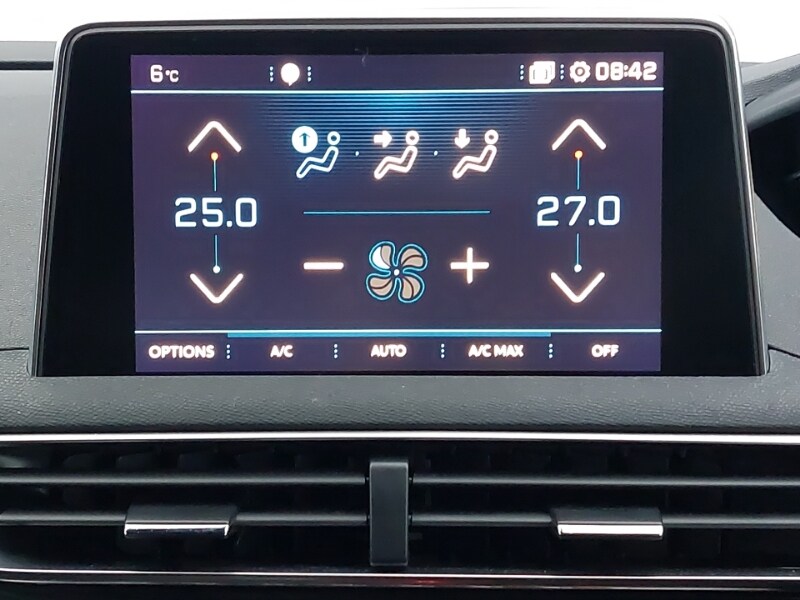 6°C 08:42
25.0 27.0
OPTIONS A/C AUTO A/C MAX OFF